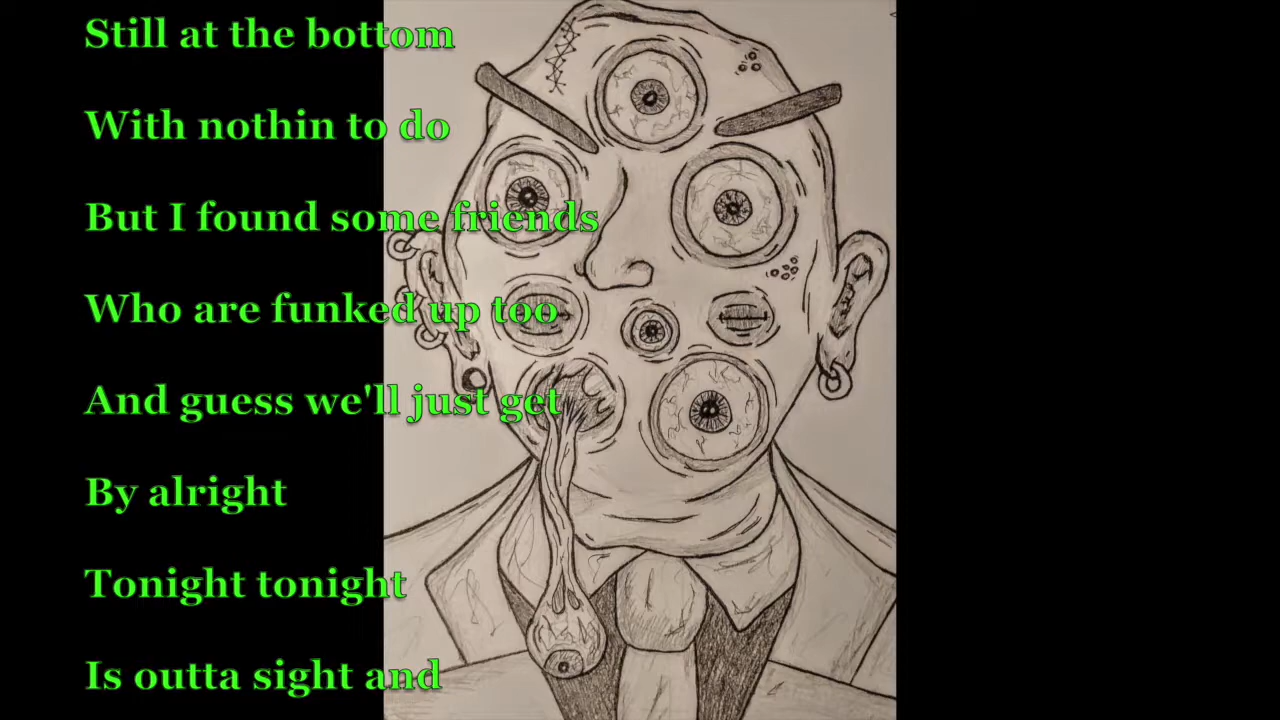 Still at the bottom
With nothin to do
But I found some friends
Who are funked up too
And guess we'll just get
By alright
Tonight tonight
Is outta sight and